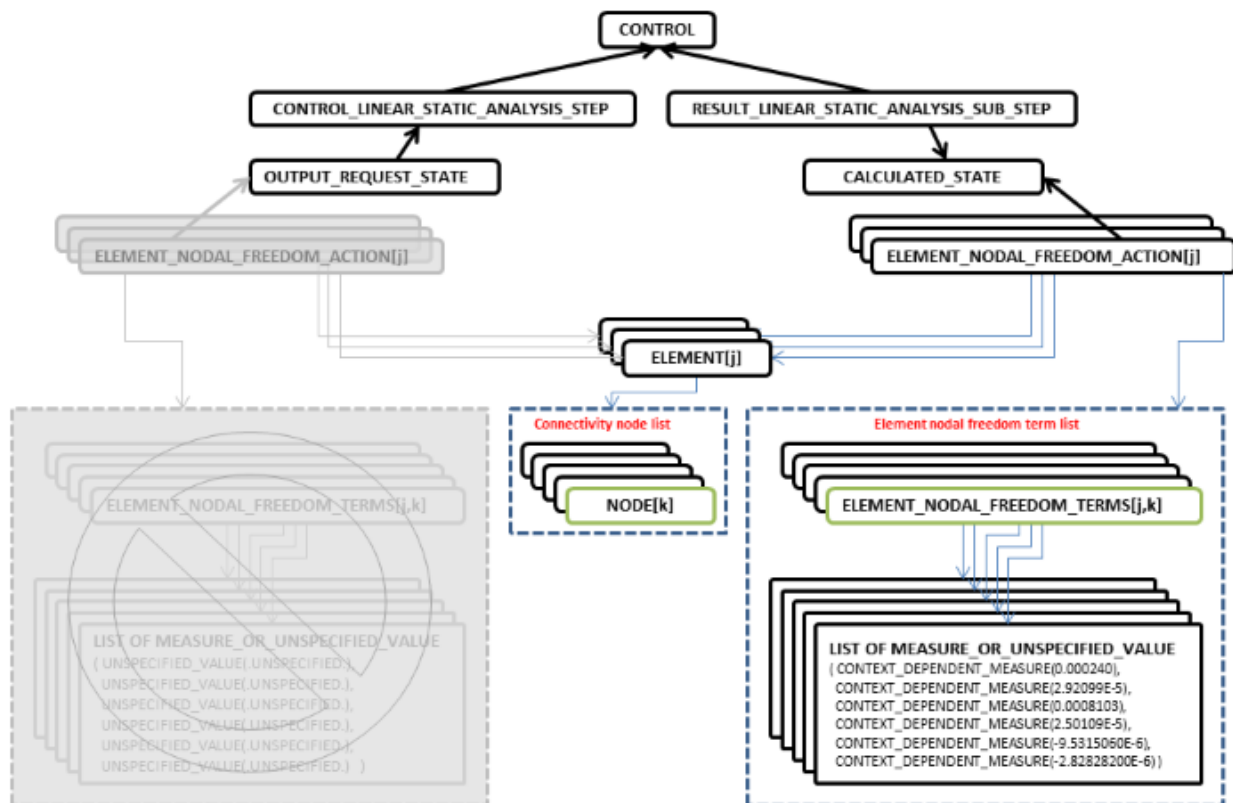 CONTROL
CONTROL_LINEAR_STATIC_ANALYSIS_STEP
RESULT_LINEAR_STATIC_ANALYSIS_SUB_STEP
OUTPUT_REQUEST_STATE
CALCULATED_STATE
ELEMENT_NODAL_FREEDOM_ACTION[j]
ELEMENT_NODAL_FREEDOM_ACTION[j]
ELEMENT[j]
Connectivity node list
Element nodal freedom term list
ELEMENT_NODAL_FREEDOM_TERMS[j,k]
NODE[k]
ELEMENT_NODAL_FREEDOM_TERMS[j,k]
LIST OF MEASURE_OR_UNSPECIFIED_VALUE
( UNSPECIFIED_VALUE(.UNSPECIFIED.),
UNSPECIFIED_VALUE(.UNSPECIFIED.),
UNSPECIFIED_VALUE(.UNSPECIFIED.),
UNSPECIFIED_VALUE(.UNSPECIFIED.),
UNSPECIFIED_VALUE(.UNSPECIFIED.),
UNSPECIFIED_VALUE(.UNSPECIFIED.) )
LIST OF MEASURE_OR_UNSPECIFIED_VALUE
( CONTEXT_DEPENDENT_MEASURE(0.000240),
CONTEXT_DEPENDENT_MEASURE(2.92099E-5),
CONTEXT_DEPENDENT_MEASURE(0.0008103),
CONTEXT_DEPENDENT_MEASURE(2.50109E-5),
CONTEXT_DEPENDENT_MEASURE(-9.5315060E-6),
CONTEXT_DEPENDENT_MEASURE(-2.82828200E-6) )